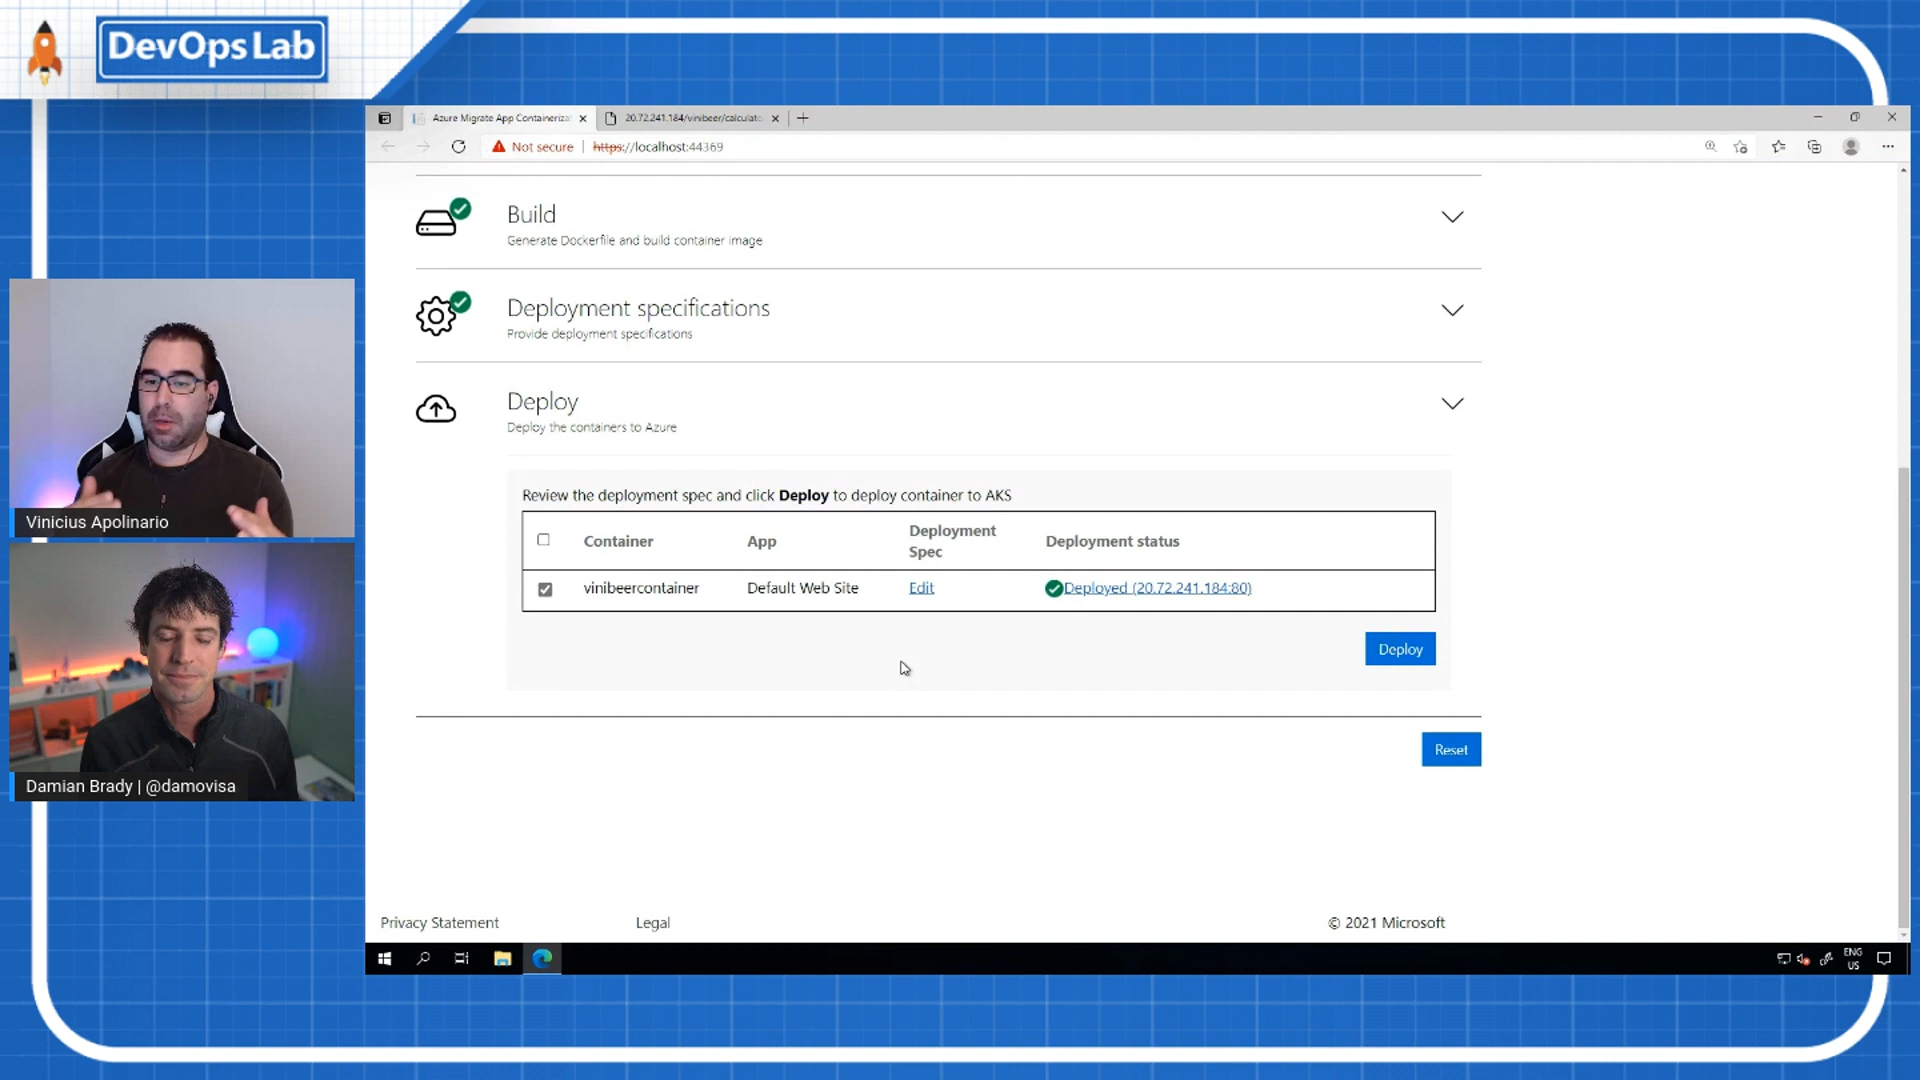 DevOps Lab
Azure Migrate App Containeriza
20.72.241.184/vinibeer/calculato
Not secure
https://localhost:44369
Build
Generate Dockerfile and build container image
Deployment specifications
Provide deployment specifications
Deploy
Deploy the containers to Azure
Review the deployment spec and click Deploy to deploy container to AKS
Container
App
Deployment
Spec
Deployment status
vinibeercontainer
Default Web Site
Edit
Deployed (20.72.241.184:80)
Deploy
Reset
Vinicius Apolinario
Damian Brady | @damovisa
Privacy Statement
Legal
© 2021 Microsoft
ENG
US